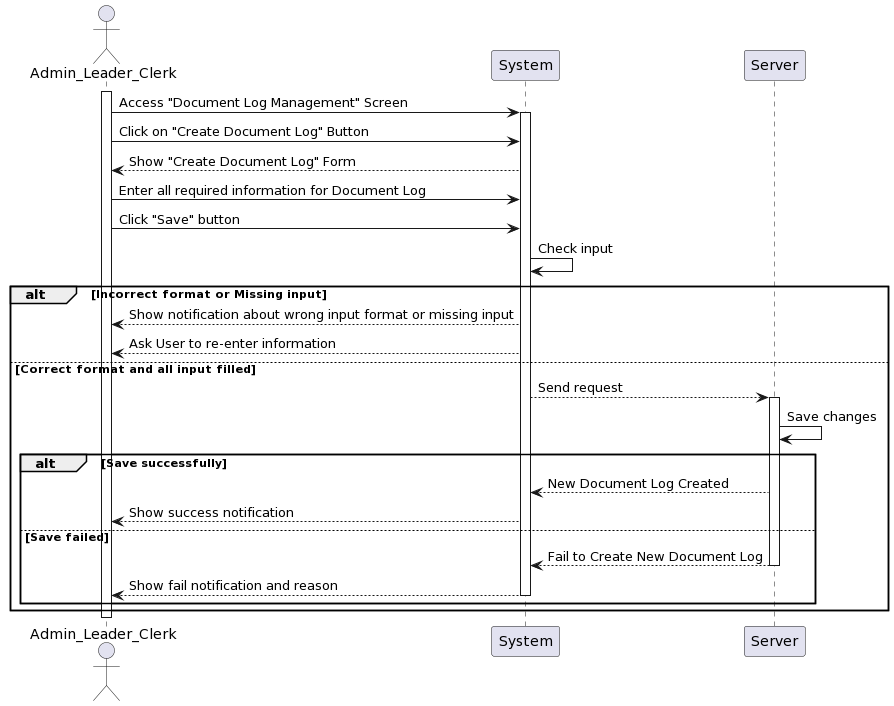 Admin_Leader_Clerk
System
Server
Access "Document Log Management" Screen
Click on "Create Document Log" Button
Show "Create Document Log" Form
Enter all required information for Document Log
Click "Save" button
Check input
alt
[Incorrect format or Missing input]
Show notification about wrong input format or missing input
Ask User to re-enter information
[Correct format and all input filled]
Send request
Save changes
alt
[Save successfully]
New Document Log Created
Show success notification
[Save failed]
Fail to Create New Document Log
Show fail notification and reason
Admin_Leader_Clerk
System
Server